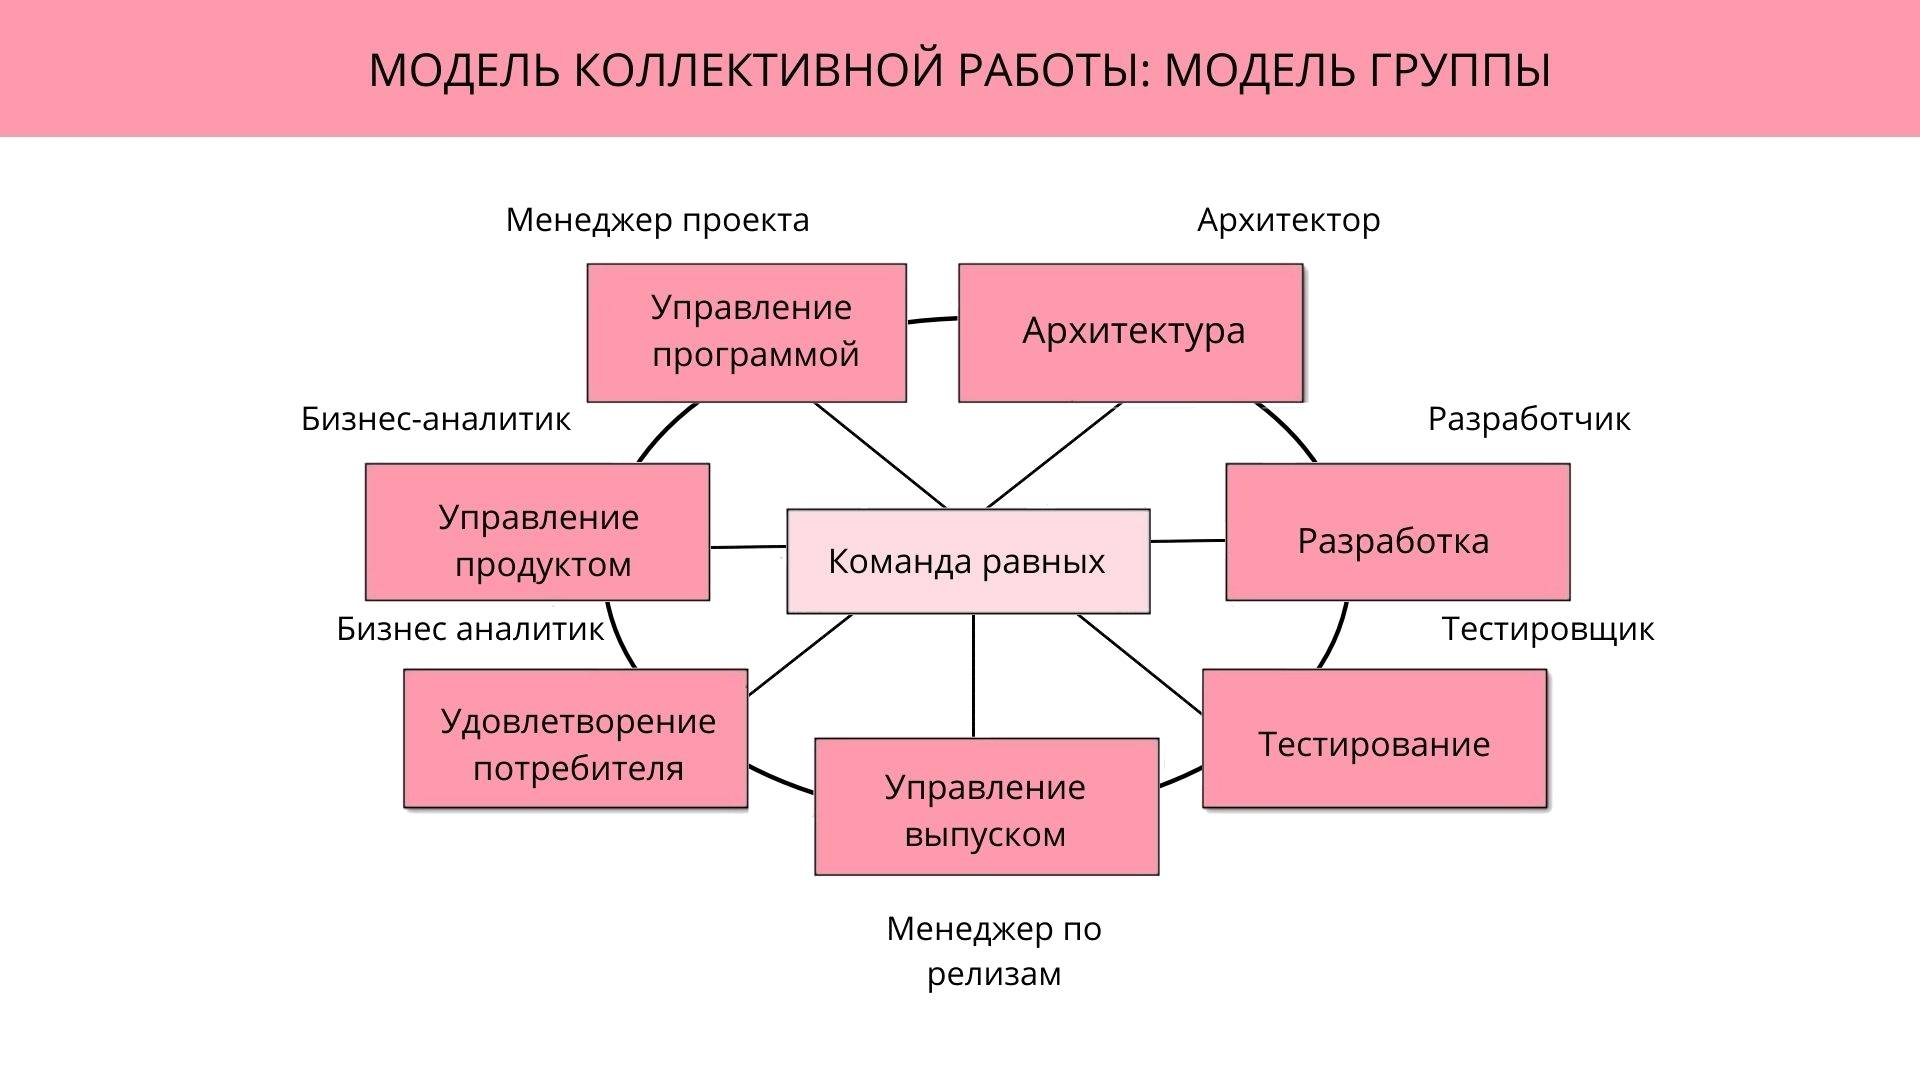 МОДЕЛЬ КОЛЛЕКТИВНОЙ РАБОТЫ: МОДЕЛЬ ГРУППЫ
Менеджер проекта
Архитектор
Управление
программой
Архитектура
Бизнес-аналитик
Разработчик
Управление
продуктом
Команда равных
Разработка
Бизнес аналитик
Тестировщик
Удовлетворение
потребителя
Тестирование
Управление
выпуском
Менеджер по
релизам